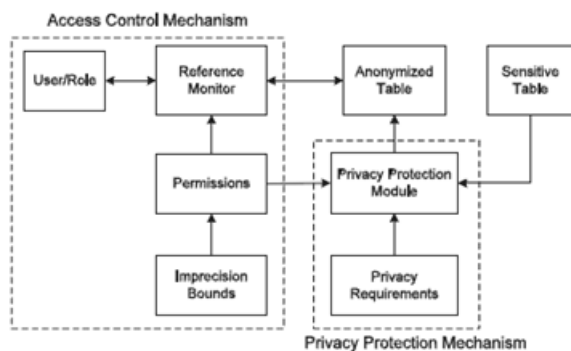 Access Control Mechanism
User/Role
Reference
Monitor
Anonymized
Table
Sensitive
Table
Permissions
Privacy Protection
Module
Imprecision
Bounds
Privacy
Requirements
Privacy Protection Mechanism